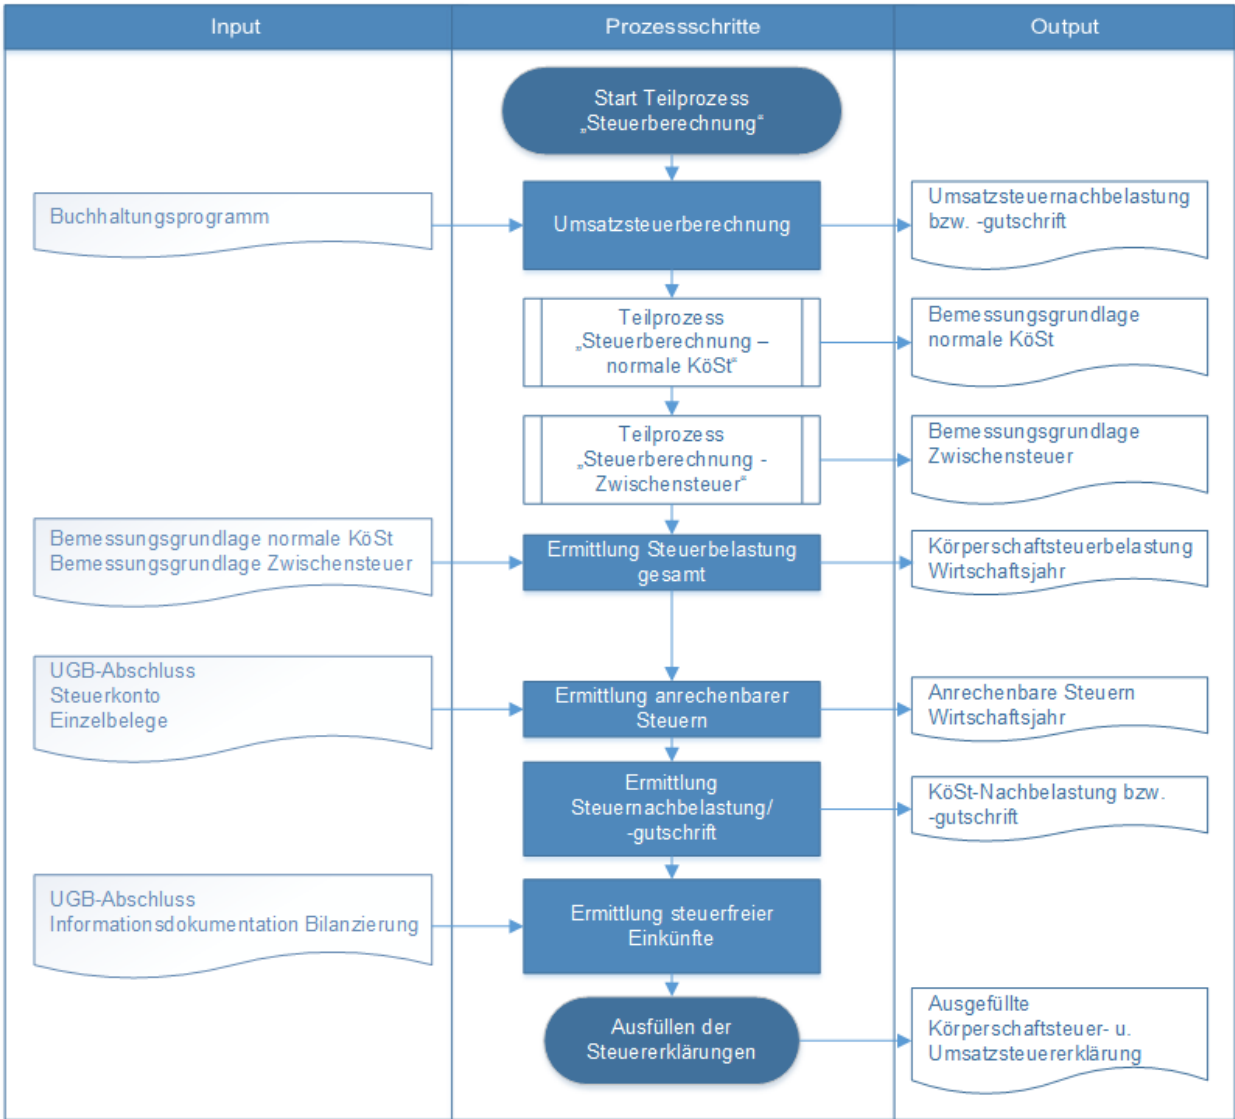 Input
Prozessschritte
Output
Start Teilprozess
„Steuerberechnung“
Buchhaltungsprogramm
Umsatzsteuerberechnung
Umsatzsteuernachbelastung
bzw. -gutschrift
Teilprozess
„Steuerberechnung –
normale KöSt“
Bemessungsgrundlage
normale KöSt
Teilprozess
„Steuerberechnung -
Zwischensteuer“
Bemessungsgrundlage
Zwischensteuer
Bemessungsgrundlage normale KöSt
Bemessungsgrundlage Zwischensteuer
Ermittlung Steuerbelastung
gesamt
Körperschaftsteuerbelastung
Wirtschaftsjahr
UGB-Abschluss
Steuerkonto
Einzelbelege
Ermittlung anrechenbarer
Steuern
Anrechenbare Steuern
Wirtschaftsjahr
Ermittlung
Steuernachbelastung/
-gutschrift
KöSt-Nachbelastung bzw.
-gutschrift
UGB-Abschluss
Informationsdokumentation Bilanzierung
Ermittlung steuerfreier
Einkünfte
Ausfüllen der
Steuererklärungen
Ausgefüllte
Körperschaftsteuer- u.
Umsatzsteuererklärung